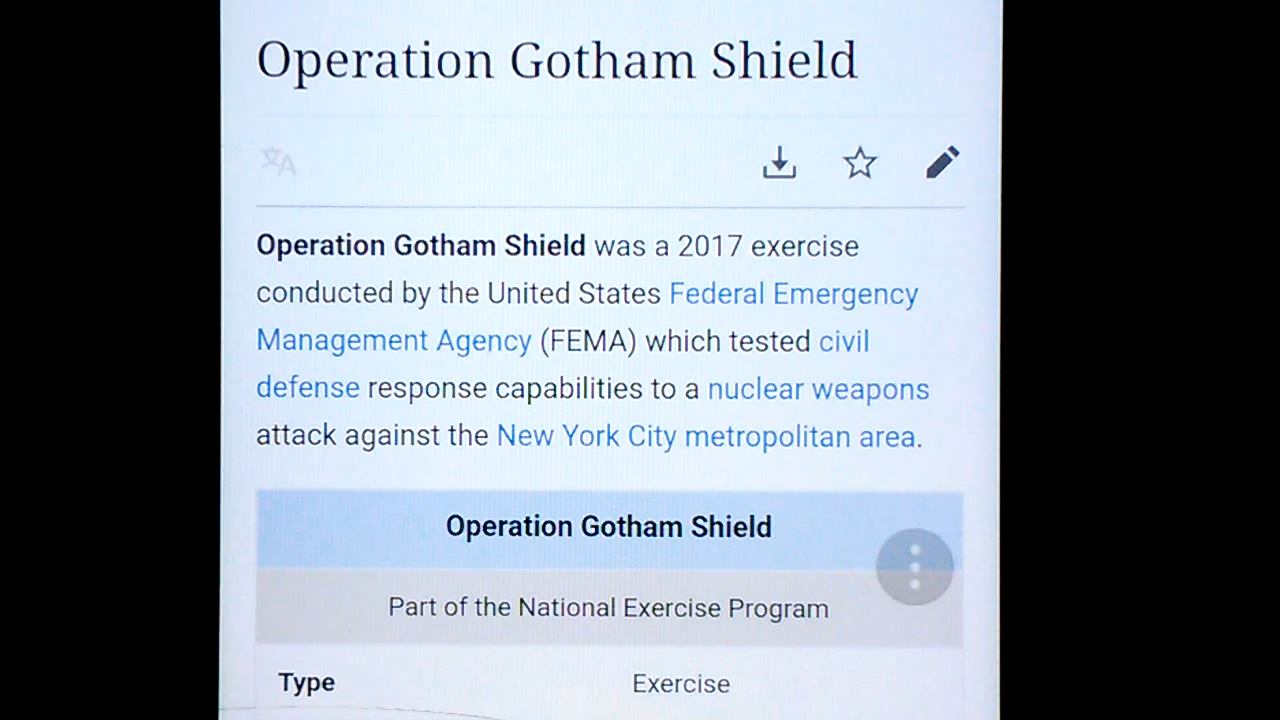 Operation Gotham Shield
Operation Gotham Shield was a 2017 exercise
conducted by the United States Federal Emergency
Management Agency (FEMA) which tested civil
defense response capabilities to a nuclear weapons
attack against the New York City metropolitan area.
Operation Gotham Shield
Part of the National Exercise Program
Type Exercise